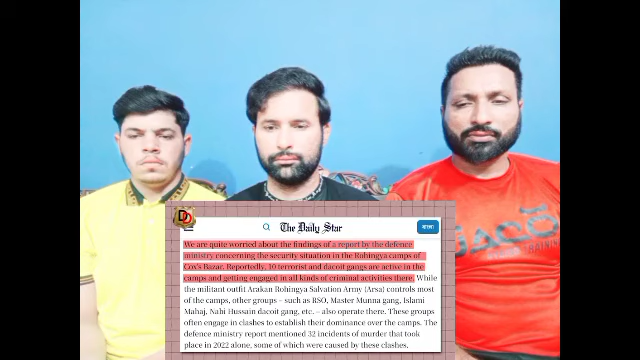 The Daily Star
বাংলা
We are quite worried about the findings of a report by the defence
ministry concerning the security situation in the Rohingya camps of
Cox's Bazar. Reportedly, 10 terrorist and dacoit gangs are active in the
camps and getting engaged in all kinds of criminal activities there. While
the militant outfit Arakan Rohingya Salvation Army (Arsa) controls most
of the camps, other groups – such as RSO, Master Munna gang, Islami
Mahaj, Nabi Hussain dacoit gang, etc. – also operate there. These groups
often engage in clashes to establish their dominance over the camps. The
defence ministry report mentioned 32 incidents of murder that took
place in 2022 alone, some of which were caused by these clashes.